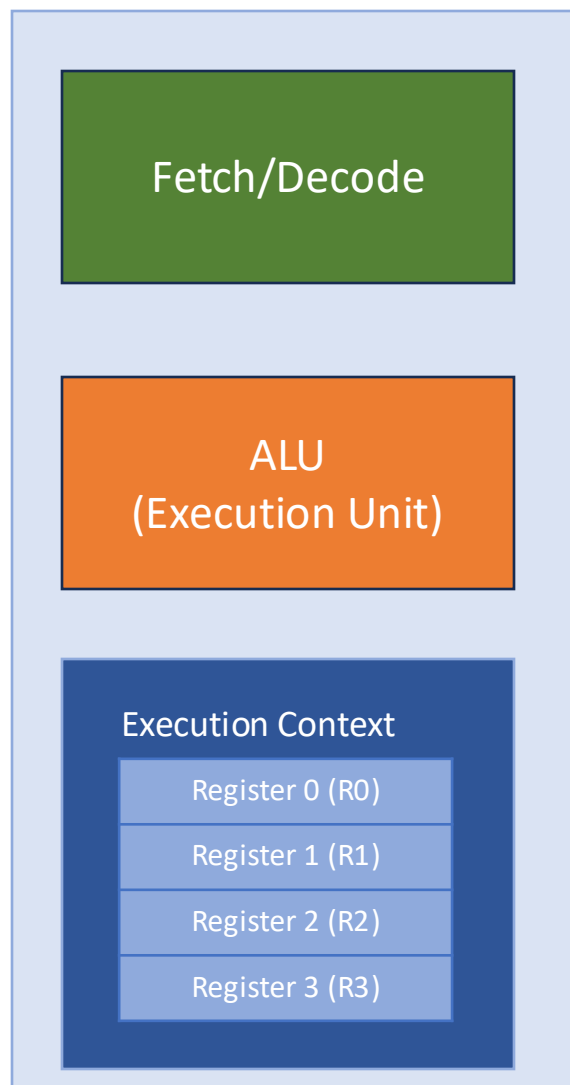 Fetch/Decode
ALU
(Execution Unit)
Execution Context
Register 0 (R0)
Register 1 (R1)
Register 2 (R2)
Register 3 (R3)